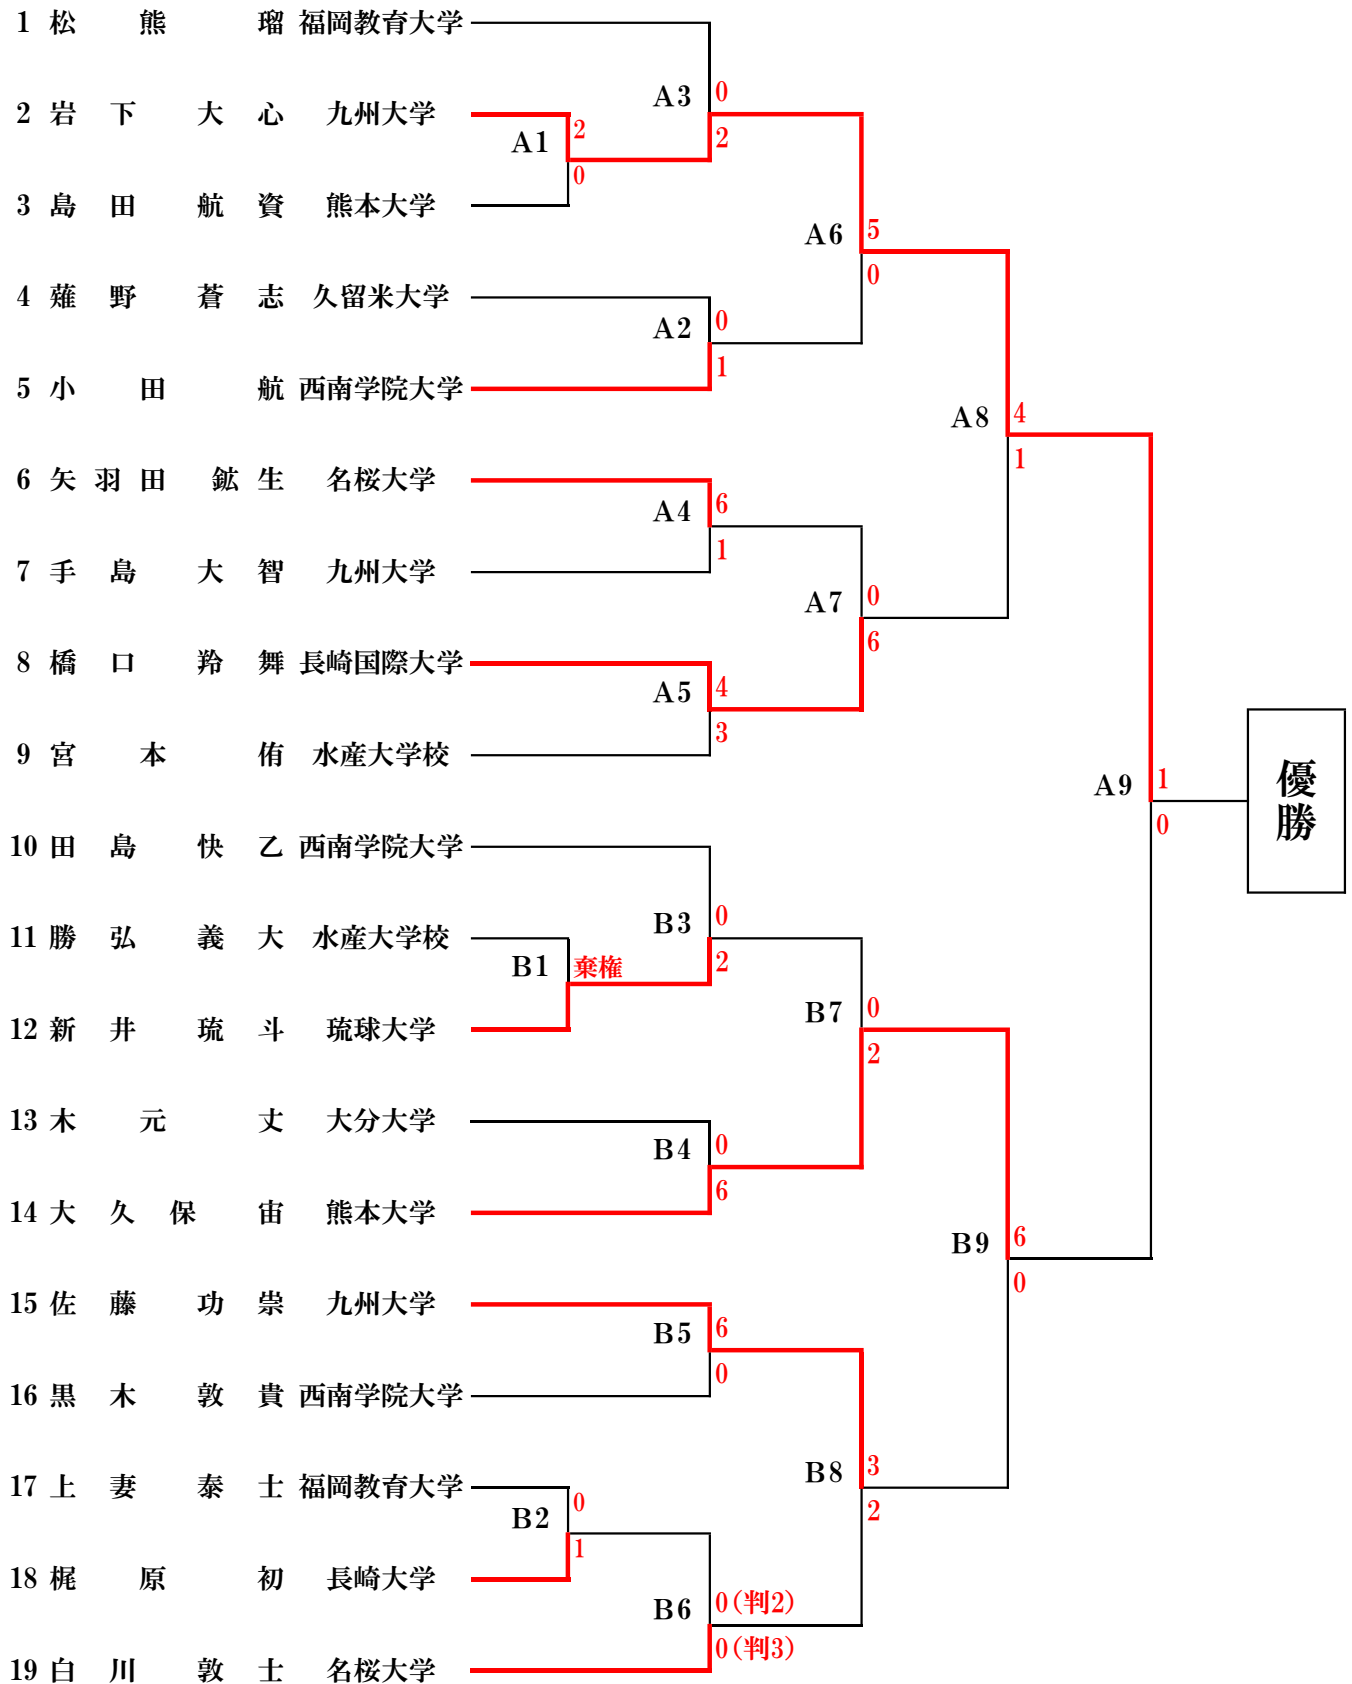 1 松熊 瑠 福岡教育大学
A3 0
2 岩下 大心 九州大学
A1 2
2
0
3 島田 航資 熊本大学
A6 5
0
4 薙野 蒼志 久留米大学
A2 0
1
5 小田 航 西南学院大学
A8 4
1
6 矢羽田 鉱生 名桜大学
A4 6
1
7 手島 大智 九州大学
A7 0
6
8 橋口 羚舞 長崎国際大学
A5 4
3
9 宮本 侑 水産大学校
A9 1
0
優勝
10 田島 快乙 西南学院大学
B3 0
2
11 勝弘 義大 水産大学校
B1 棄権
12 新井 琉斗 琉球大学
B7 0
2
13 木元 丈 大分大学
B4 0
6
14 大久保 宙 熊本大学
B9 6
0
15 佐藤 功崇 九州大学
B5 6
0
16 黒木 敦貴 西南学院大学
B8 3
2
17 上妻 泰士 福岡教育大学
B2 0
1
18 梶原 初 長崎大学
B6 0(判2)
0(判3)
19 白川 敦士 名桜大学